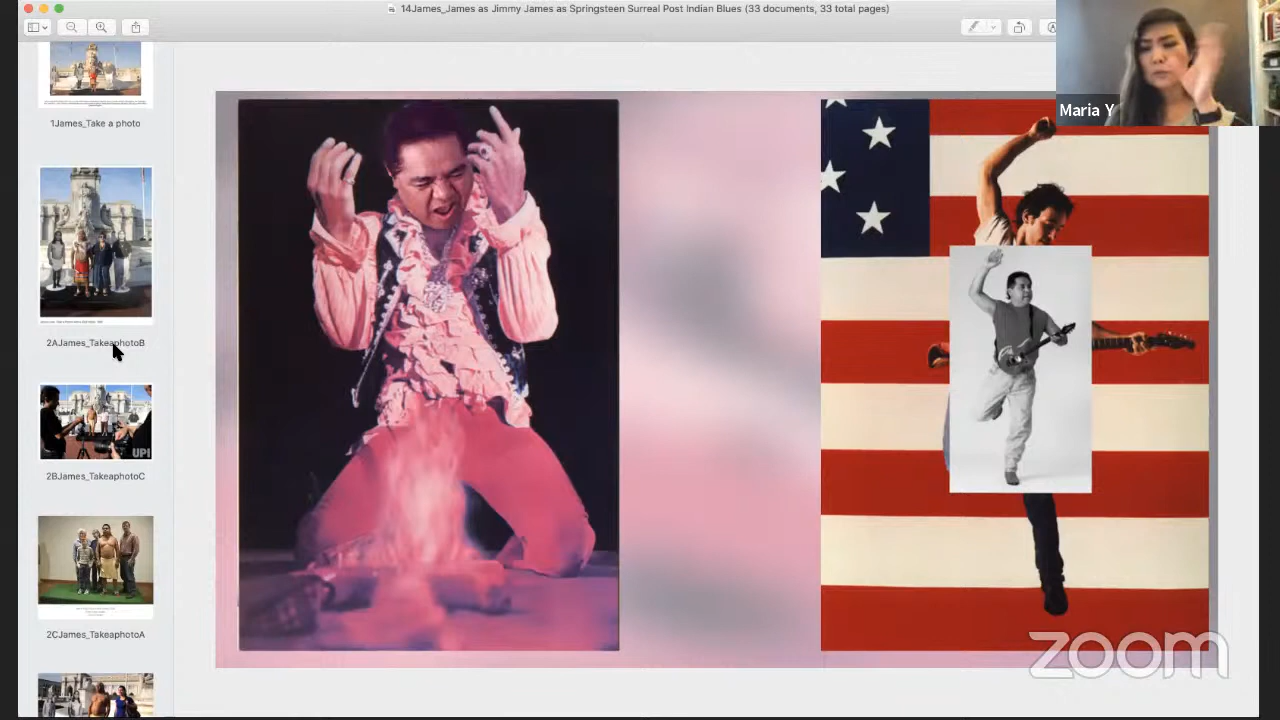 14James_James as Jimmy James as Springsteen Surreal Post Indian Blues (33 documents, 33 total pages)
Maria Y
1James_Take a photo
2AJames_TakeaphotoB
UPI
2BJames_TakeaphotoC
2CJames_TakeaphotoA
zoom